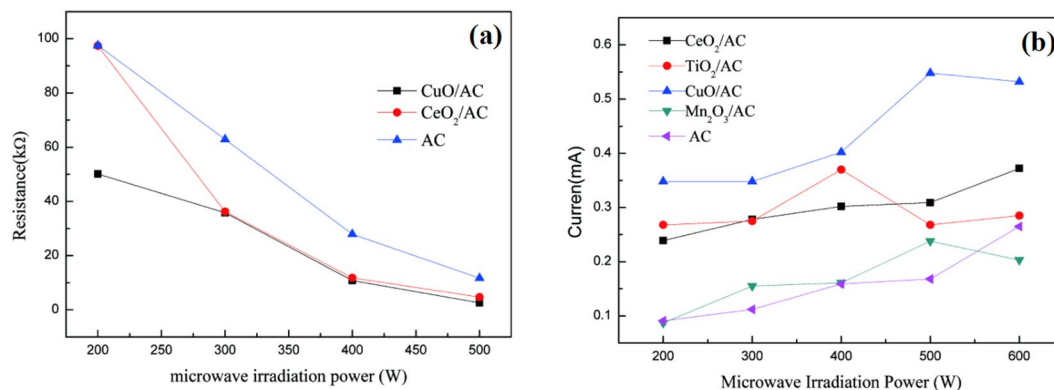 (a)
100
80
60
40
20
0
Resistance(kΩ)
CuO/AC
CeO₂/AC
AC
200 250 300 350 400 450 500
microwave irradiation power (W)
(b)
0.6
0.5
0.4
0.3
0.2
0.1
Curren(mA)
CeO₂/AC
TiO₂/AC
CuO/AC
Mn₂O₃/AC
AC
200 300 400 500 600
Microwave Irradiation Power (W)